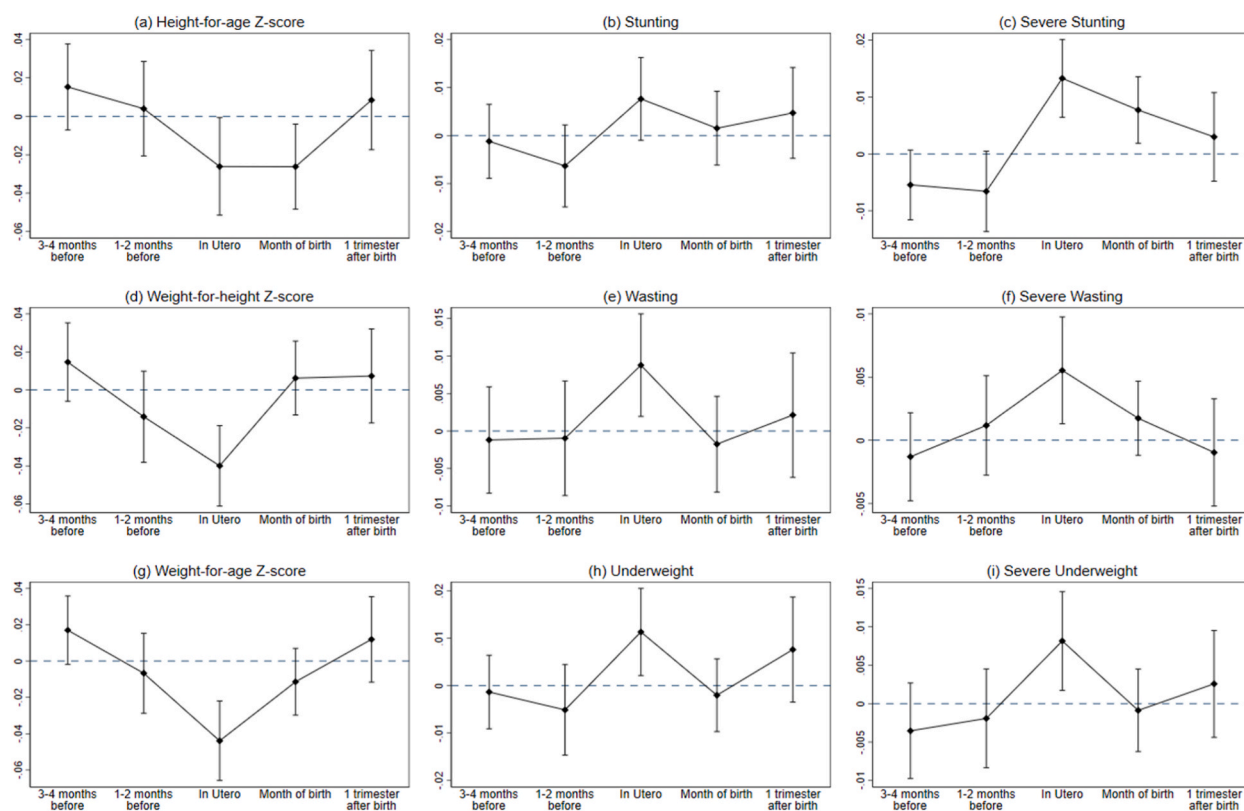 (a) Height-for-age Z-score
.04
.02
0
-.02
-.04
-.06
3-4 months
before
1-2 months
before
In Utero
Month of birth
1 trimester
after birth
(b) Stunting
.02
.01
0
-.01
-.02
3-4 months
before
1-2 months
before
In Utero
Month of birth
1 trimester
after birth
(c) Severe Stunting
.02
.01
0
-.01
3-4 months
before
1-2 months
before
In Utero
Month of birth
1 trimester
after birth
(d) Weight-for-height Z-score
.04
.02
0
-.02
-.04
-.06
3-4 months
before
1-2 months
before
In Utero
Month of birth
1 trimester
after birth
(e) Wasting
.015
.01
.005
0
-.005
-.01
3-4 months
before
1-2 months
before
In Utero
Month of birth
1 trimester
after birth
(f) Severe Wasting
.01
.005
0
-.005
3-4 months
before
1-2 months
before
In Utero
Month of birth
1 trimester
after birth
(g) Weight-for-age Z-score
.04
.02
0
-.02
-.04
-.06
3-4 months
before
1-2 months
before
In Utero
Month of birth
1 trimester
after birth
(h) Underweight
.02
.01
0
-.01
-.02
3-4 months
before
1-2 months
before
In Utero
Month of birth
1 trimester
after birth
(i) Severe Underweight
.015
.01
.005
0
-.005
-.01
3-4 months
before
1-2 months
before
In Utero
Month of birth
1 trimester
after birth